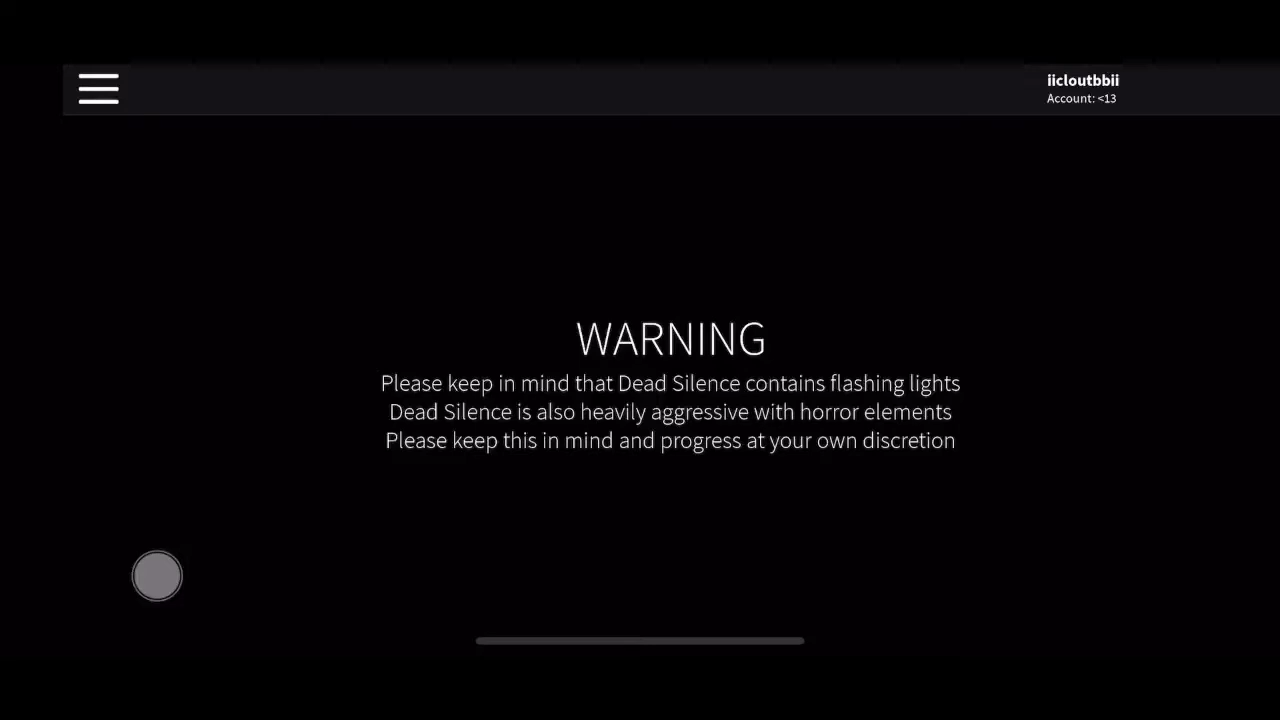 iicloutbbii
Account: <13
WARNING
Please keep in mind that Dead Silence contains flashing lights
Dead Silence is also heavily aggressive with horror elements
Please keep this in mind and progress at your own discretion